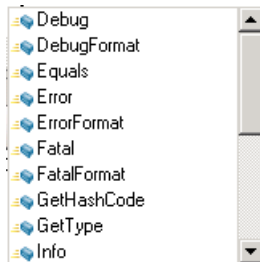 Debug
DebugFormat
Equals
Error
ErrorFormat
Fatal
FatalFormat
GetHashCode
GetType
Info